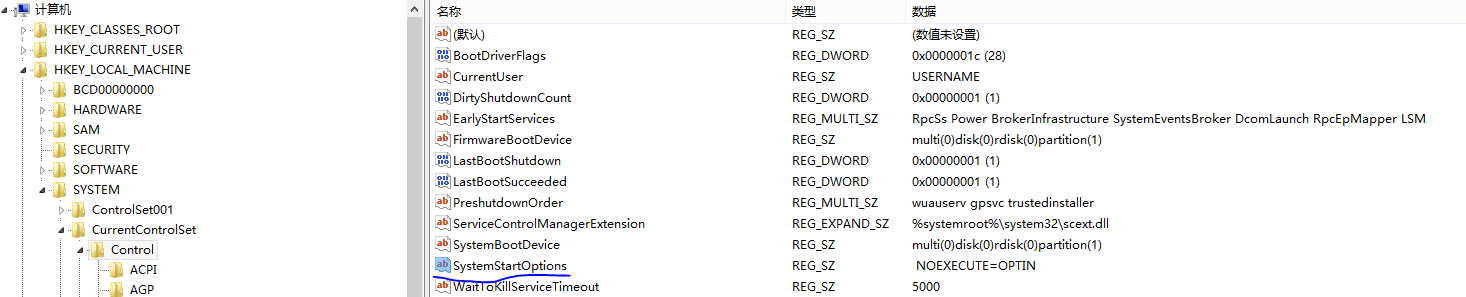 计算机
HKEY_CLASSES_ROOT
HKEY_CURRENT_USER
HKEY_LOCAL_MACHINE
BCD00000000
HARDWARE
SAM
SECURITY
SOFTWARE
SYSTEM
ControlSet001
CurrentControlSet
Control
ACPI
AGP
名称 类型 数据
(默认) REG_SZ (数值未设置)
BootDriverFlags REG_DWORD 0x0000001c (28)
CurrentUser REG_SZ USERNAME
DirtyShutdownCount REG_DWORD 0x00000001 (1)
EarlyStartServices REG_MULTI_SZ RpcSs Power BrokerInfrastructure SystemEventsBroker DcomLaunch RpcEpMapper LSM
FirmwareBootDevice REG_SZ multi(0)disk(0)rdisk(0)partition(1)
LastBootShutdown REG_DWORD 0x00000001 (1)
LastBootSucceeded REG_DWORD 0x00000001 (1)
PreshutdownOrder REG_MULTI_SZ wuauserv gpsvc trustedinstaller
ServiceControlManagerExtension REG_EXPAND_SZ %systemroot%\system32\scext.dll
SystemBootDevice REG_SZ multi(0)disk(0)rdisk(0)partition(1)
SystemStartOptions REG_SZ NOEXECUTE=OPTIN
WaitToKillServiceTimeout REG_SZ 5000